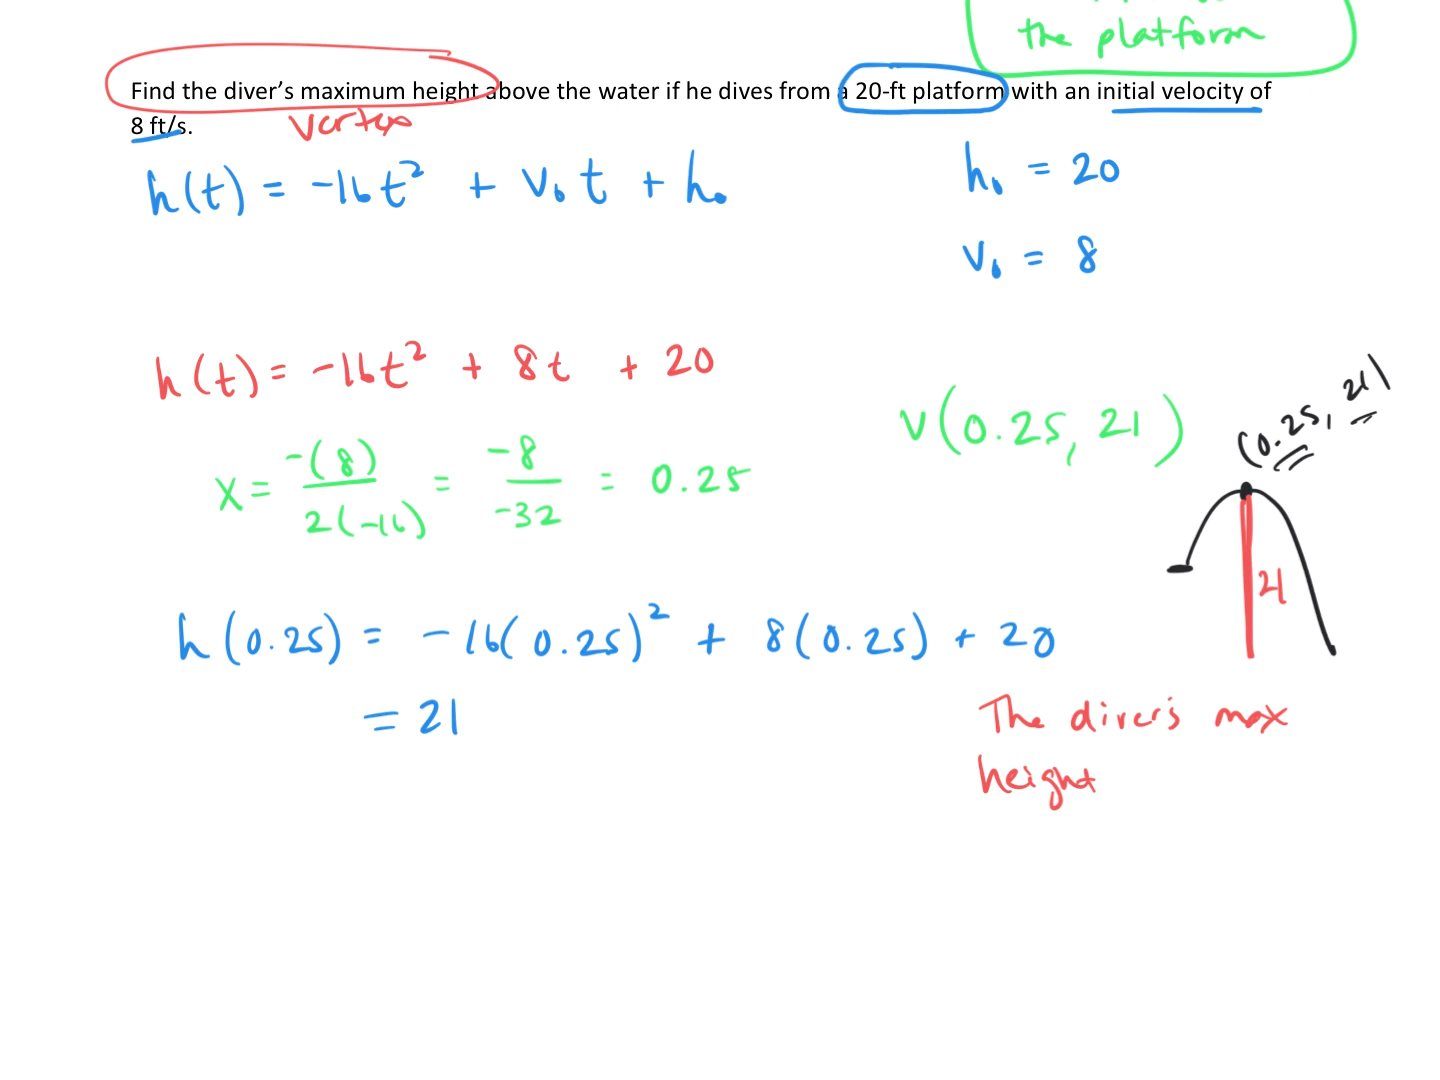 the platform
Find the diver's maximum height above the water if he dives from a 20-ft platform with an initial velocity of
8 ft/s.
vertex
h(t) = -16t² + v₀t + h₀
h₀ = 20
v₀ = 8
h(t) = -16t² + 8t + 20
x = -(8)/2(-16) = -8/-32 = 0.25
V(0.25, 21)
(0.25, 21)
21
h(0.25) = -16(0.25)² + 8(0.25) + 20
= 21
The diver's max
height